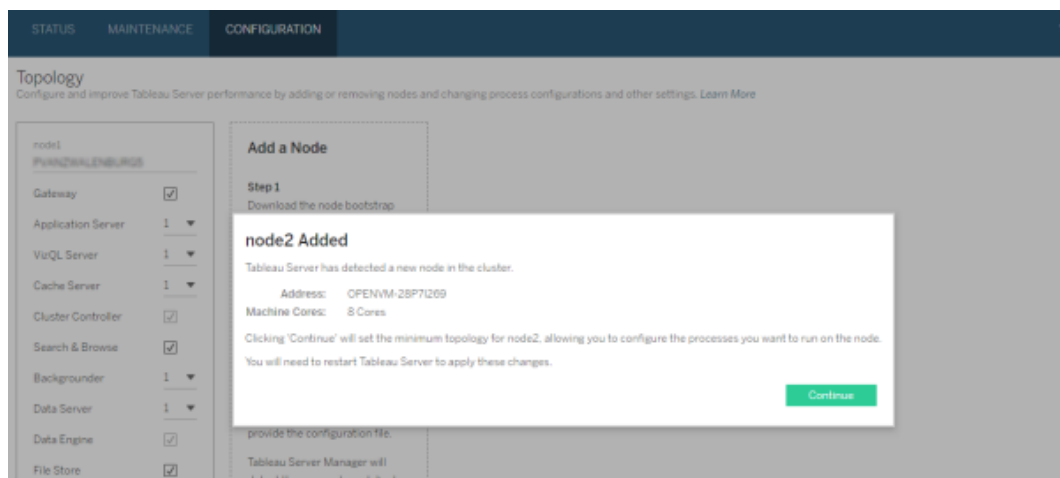 STATUS MAINTENANCE CONFIGURATION
Topology
Configure and improve Tableau Server performance by adding or removing nodes and changing process configurations and other settings. Learn More
node1
Gateway
Application Server 1
VizQL Server 1
Cache Server 1
Cluster Controller
Search & Browse
Backgrounder 1
Data Server 1
Data Engine
File Store
Add a Node
Step 1
Download the node bootstrap
node2 Added
Tableau Server has detected a new node in the cluster.
Address: OPENVM-28P7I269
Machine Cores: 8 Cores
Clicking 'Continue' will set the minimum topology for node2, allowing you to configure the processes you want to run on the node.
You will need to restart Tableau Server to apply these changes.
Continue
provide the configuration file.
Tableau Server Manager will